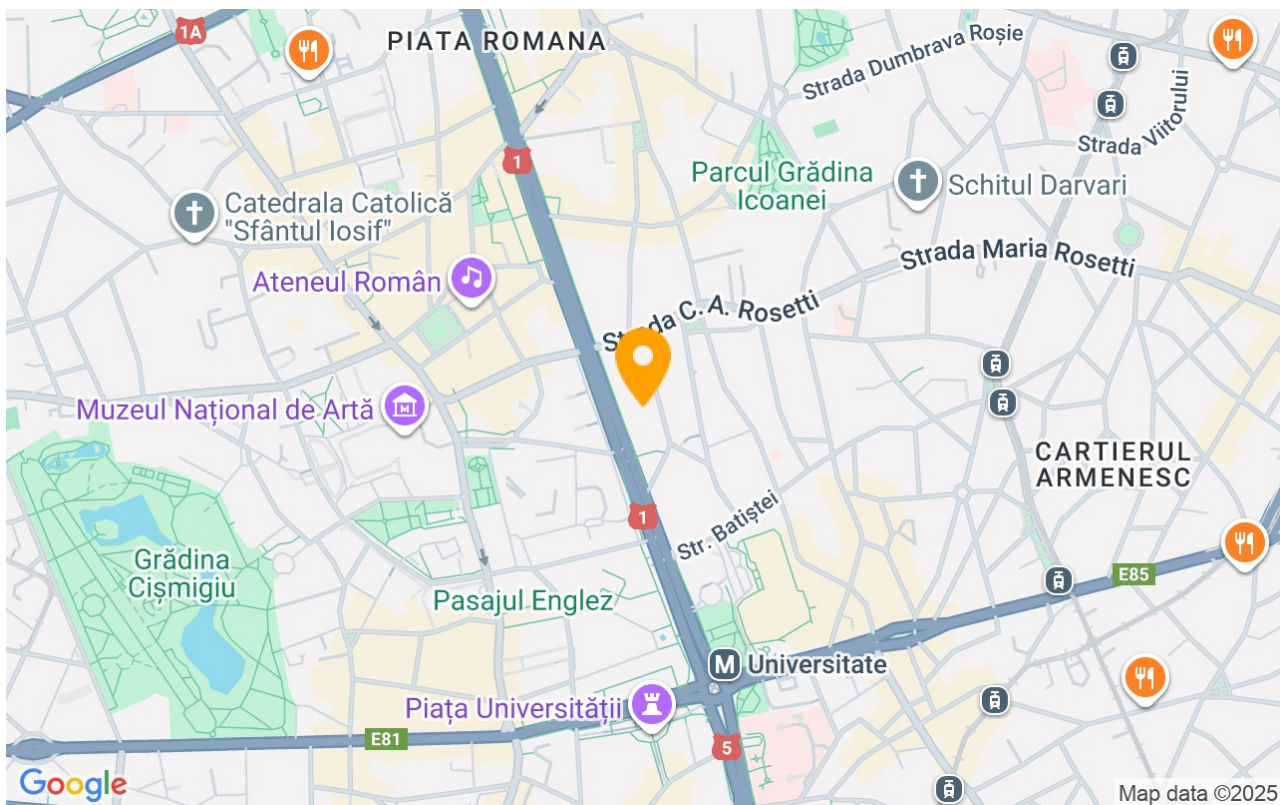 1A
PIATA ROMANA
Strada Dumbrava Roșie
1
Strada Viitorului
Parcul Grădina
Icoanei
Schitul Darvari
Catedrala Catolică
"Sfântul Iosif"
Ateneul Român
Strada Maria Rosetti
Strada C. A. Rosetti
Muzeul Național de Artă
M
CARTIERUL
ARMENESC
1
Str. Batiștei
Grădina
Cișmigiu
E85
Pasajul Englez
M
Universitate
Piața Universității
E81
5
Google
Map data ©2025